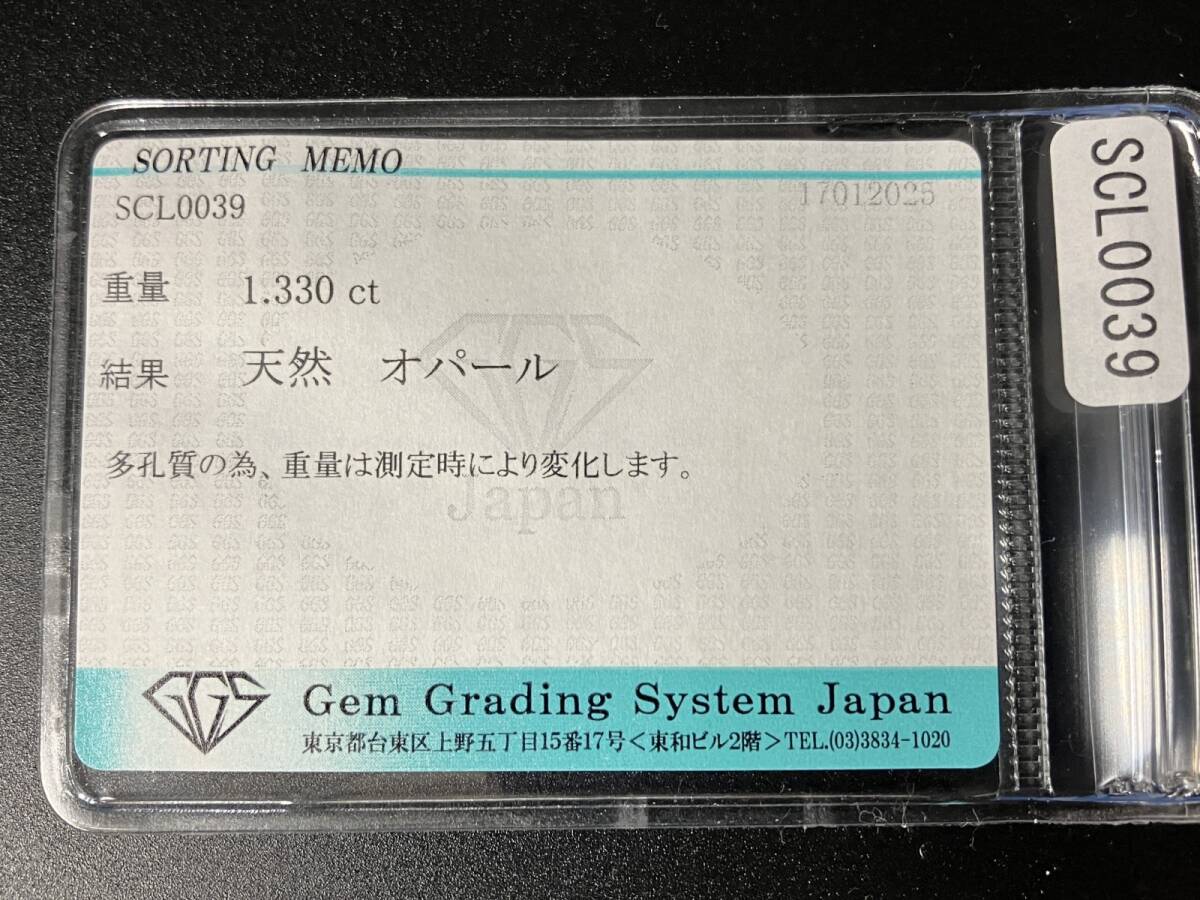 SORTING MEMO
SCL0039
17012025
重量 1.330 ct
結果 天然 オパール
多孔質の為、重量は測定時により変化します。
GGS
Japan
GGS
Gem Grading System Japan
東京都台東区上野五丁目15番17号<東和ビル2階>TEL.(03)3834-1020
SCL0039